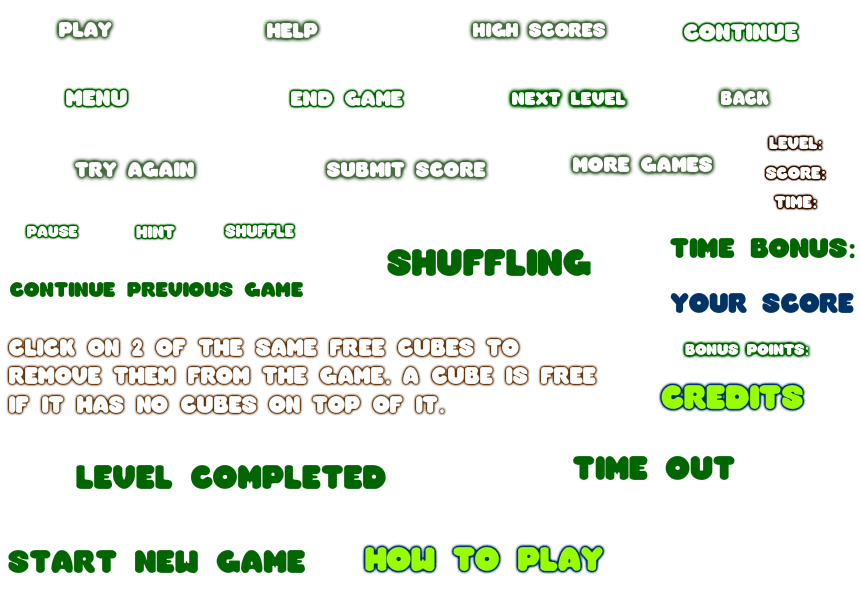 PLAY
HELP
HIGH SCORES
CONTINUE
MENU
END GAME
NEXT LEVEL
BACK
TRY AGAIN
SUBMIT SCORE
MORE GAMES
LEVEL:
SCORE:
TIME:
PAUSE
HINT
SHUFFLE
SHUFFLING
TIME BONUS:
CONTINUE PREVIOUS GAME
YOUR SCORE
CLICK ON 2 OF THE SAME FREE CUBES TO
REMOVE THEM FROM THE GAME. A CUBE IS FREE
IF IT HAS NO CUBES ON TOP OF IT.
BONUS POINTS:
CREDITS
LEVEL COMPLETED
TIME OUT
START NEW GAME
HOW TO PLAY